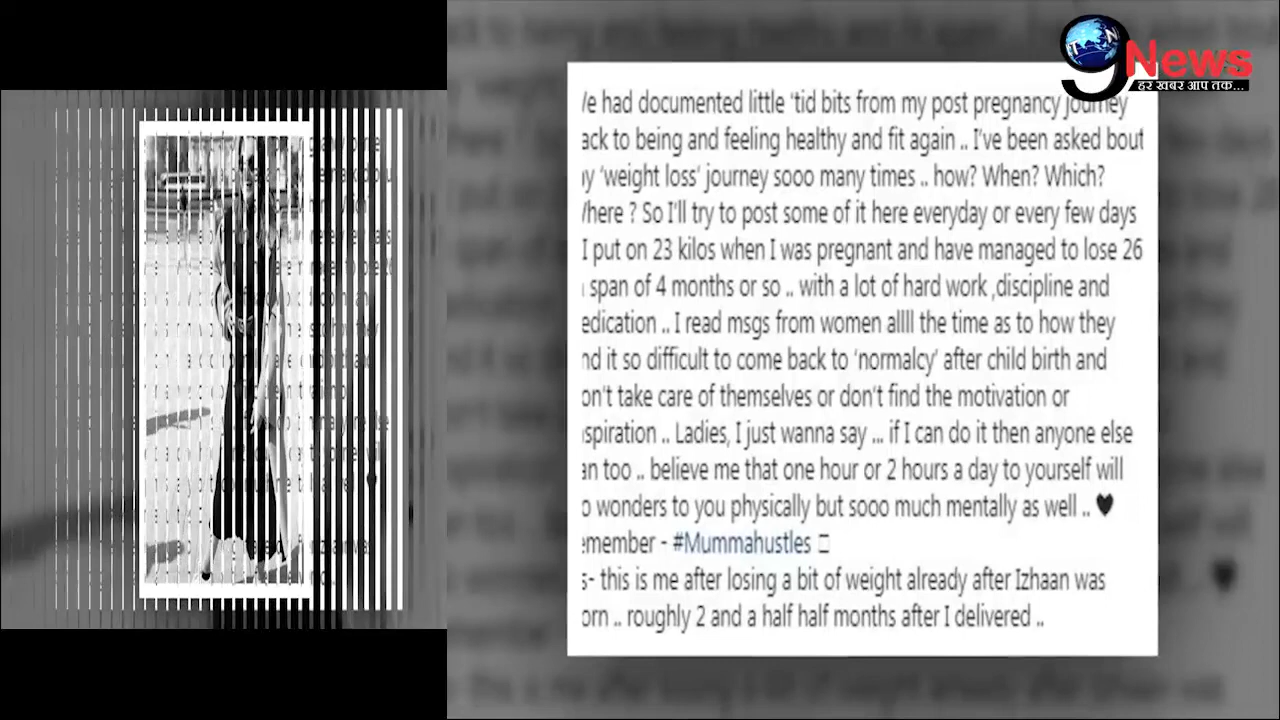 TN
9 News
हर खबर आप तक...
/e had documented little 'tid bits from my post pregnancy journey
ack to being and feeling healthy and fit again .. I've been asked bout
ıy 'weight loss' journey sooo many times .. how? When? Which?
/here ? So I'll try to post some of it here everyday or every few days
I put on 23 kilos when I was pregnant and have managed to lose 26
span of 4 months or so .. with a lot of hard work ,discipline and
edication .. I read msgs from women allll the time as to how they
nd it so difficult to come back to 'normalcy' after child birth and
on't take care of themselves or don't find the motivation or
spiration .. Ladies, I just wanna say ... if I can do it then anyone else
an too .. believe me that one hour or 2 hours a day to yourself will
o wonders to you physically but sooo much mentally as well .. ♥
emember - #Mummahustles
s- this is me after losing a bit of weight already after Izhaan was
orn .. roughly 2 and a half half months after I delivered ..